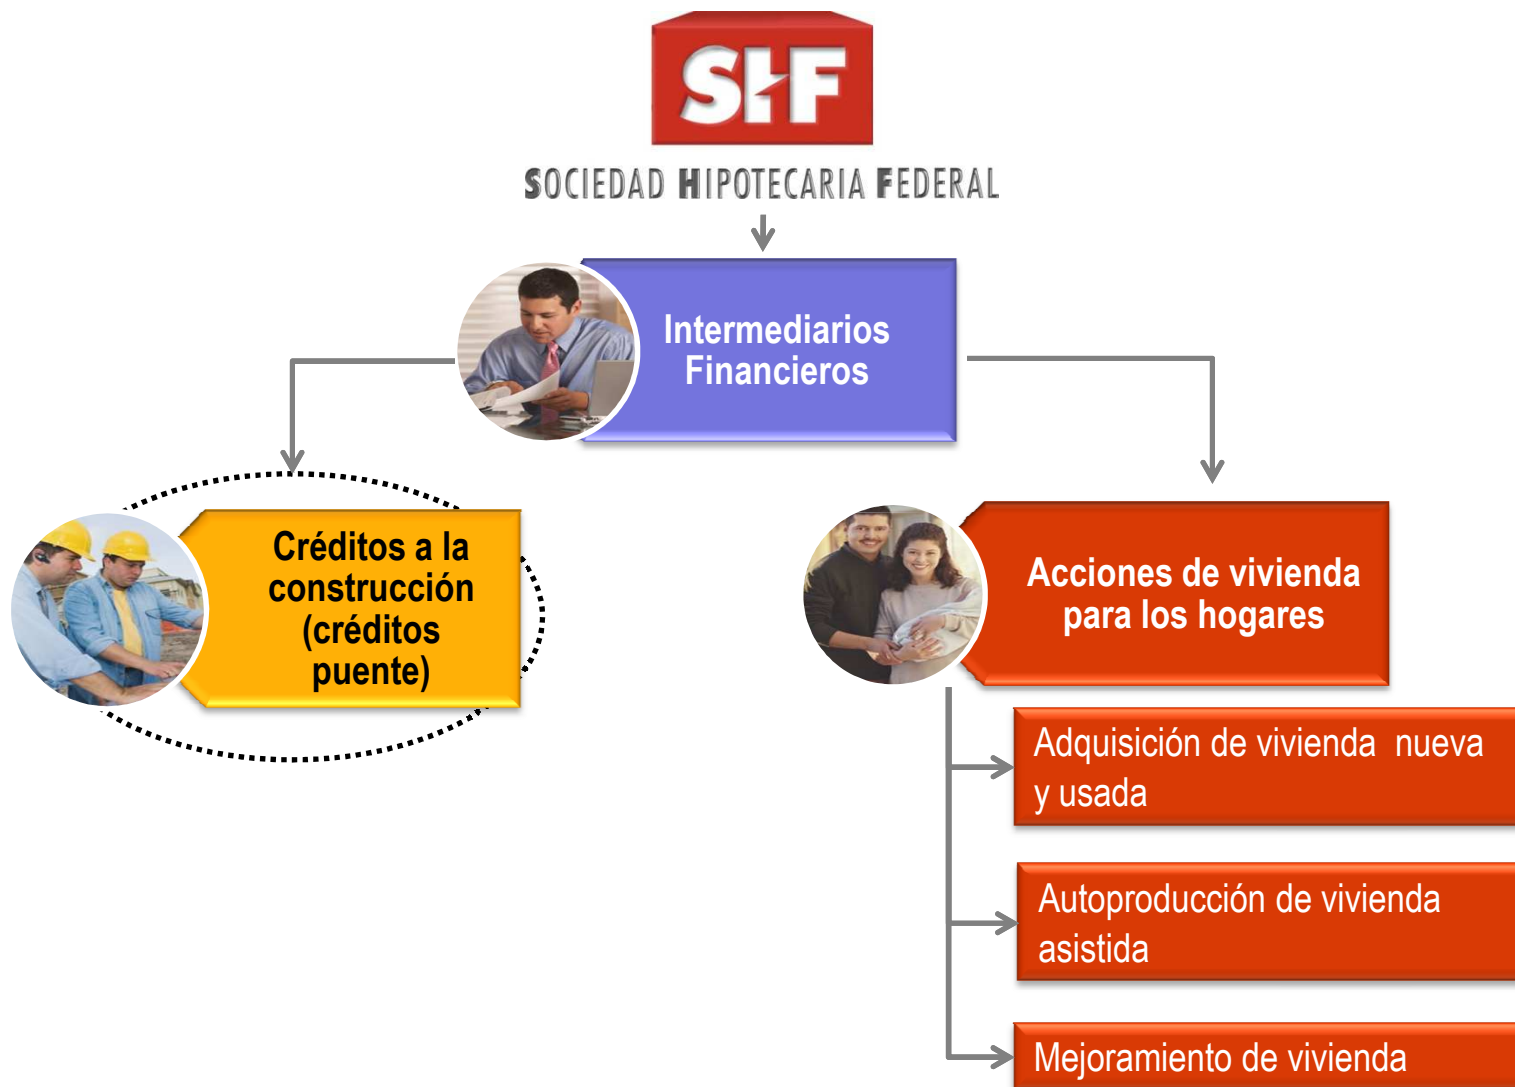 SHF
SOCIEDAD HIPOTECARIA FEDERAL
Intermediarios
Financieros
Créditos a la
construcción
(créditos
puente)
Acciones de vivienda
para los hogares
Adquisición de vivienda  nueva
y usada
Autoproducción de vivienda
asistida
Mejoramiento de vivienda